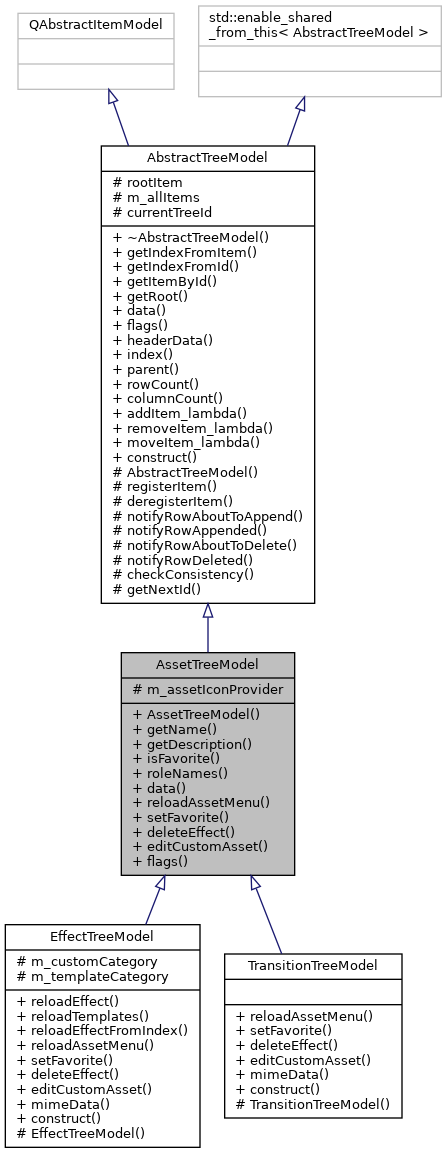 QAbstractItemModel
std::enable_shared
_from_this< AbstractTreeModel >
AbstractTreeModel
# rootItem
# m_allItems
# currentTreeId
+ ~AbstractTreeModel()
+ getIndexFromItem()
+ getIndexFromId()
+ getItemById()
+ getRoot()
+ data()
+ flags()
+ headerData()
+ index()
+ parent()
+ rowCount()
+ columnCount()
+ addItem_lambda()
+ removeItem_lambda()
+ moveItem_lambda()
+ construct()
# AbstractTreeModel()
# registerItem()
# deregisterItem()
# notifyRowAboutToAppend()
# notifyRowAppended()
# notifyRowAboutToDelete()
# notifyRowDeleted()
# checkConsistency()
# getNextId()
AssetTreeModel
# m_assetIconProvider
+ AssetTreeModel()
+ getName()
+ getDescription()
+ isFavorite()
+ roleNames()
+ data()
+ reloadAssetMenu()
+ setFavorite()
+ deleteEffect()
+ editCustomAsset()
+ flags()
EffectTreeModel
# m_customCategory
# m_templateCategory
+ reloadEffect()
+ reloadTemplates()
+ reloadEffectFromIndex()
+ reloadAssetMenu()
+ setFavorite()
+ deleteEffect()
+ editCustomAsset()
+ mimeData()
+ construct()
# EffectTreeModel()
TransitionTreeModel
+ reloadAssetMenu()
+ setFavorite()
+ deleteEffect()
+ editCustomAsset()
+ mimeData()
+ construct()
# TransitionTreeModel()